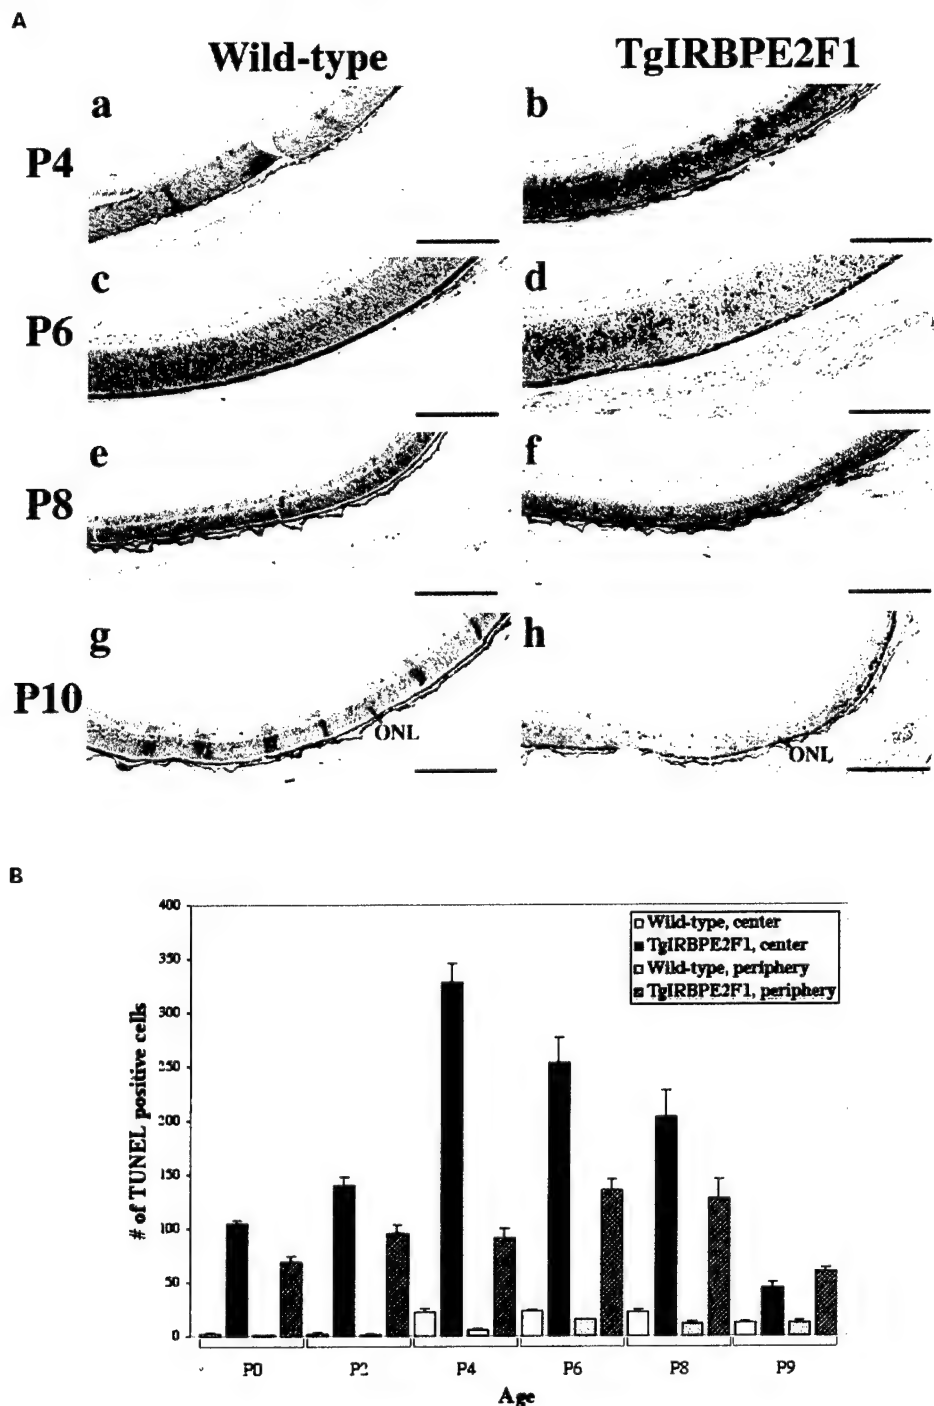 A
Wild-type TgIRBPE2F1
a b
P4
c d
P6
e f
P8
g h
P10
ONL ONL
B
400
350
300
250
200
150
100
50
0
# of TUNEL positive cells
Wild-type, center
TgIRBPE2F1, center
Wild-type, periphery
TgIRBPE2F1, periphery
P0 P2 P4 P6 P8 P9
Age